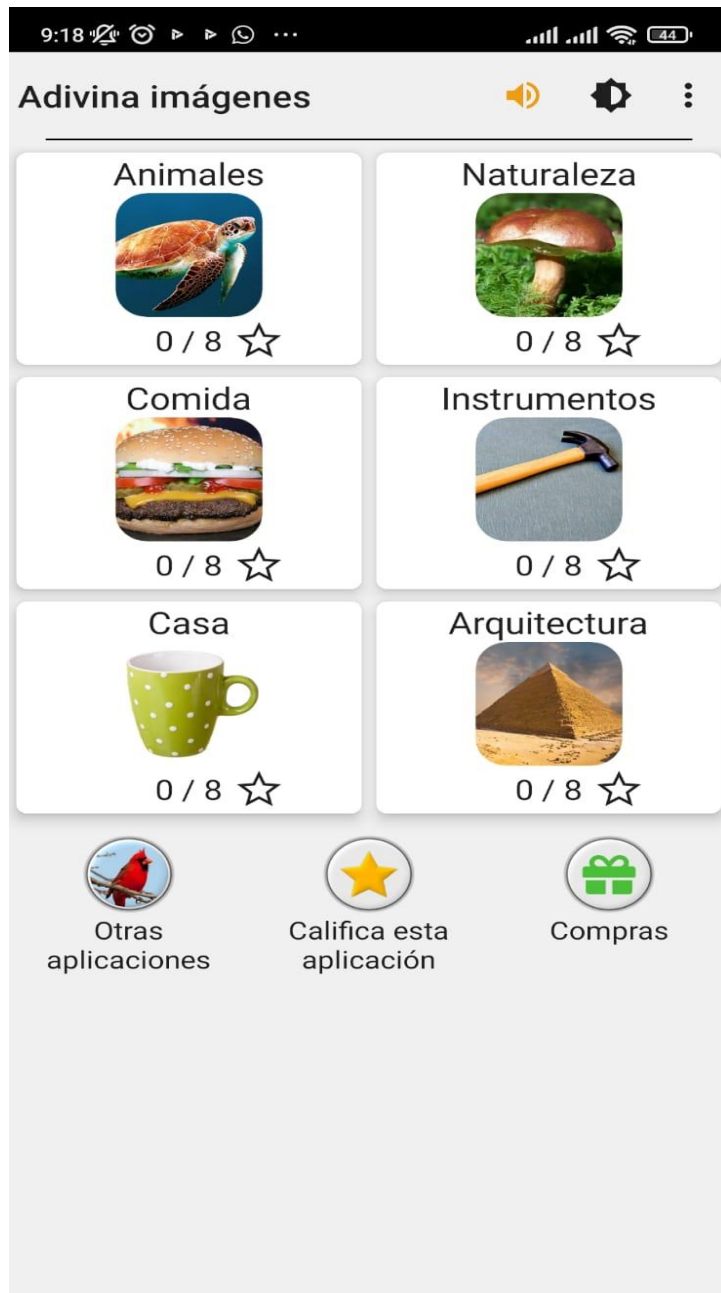 9:18 ... 44
Adivina imágenes
Animales
0 / 8
Naturaleza
0 / 8
Comida
0 / 8
Instrumentos
0 / 8
Casa
0 / 8
Arquitectura
0 / 8
Otras
aplicaciones
Califica esta
aplicación
Compras